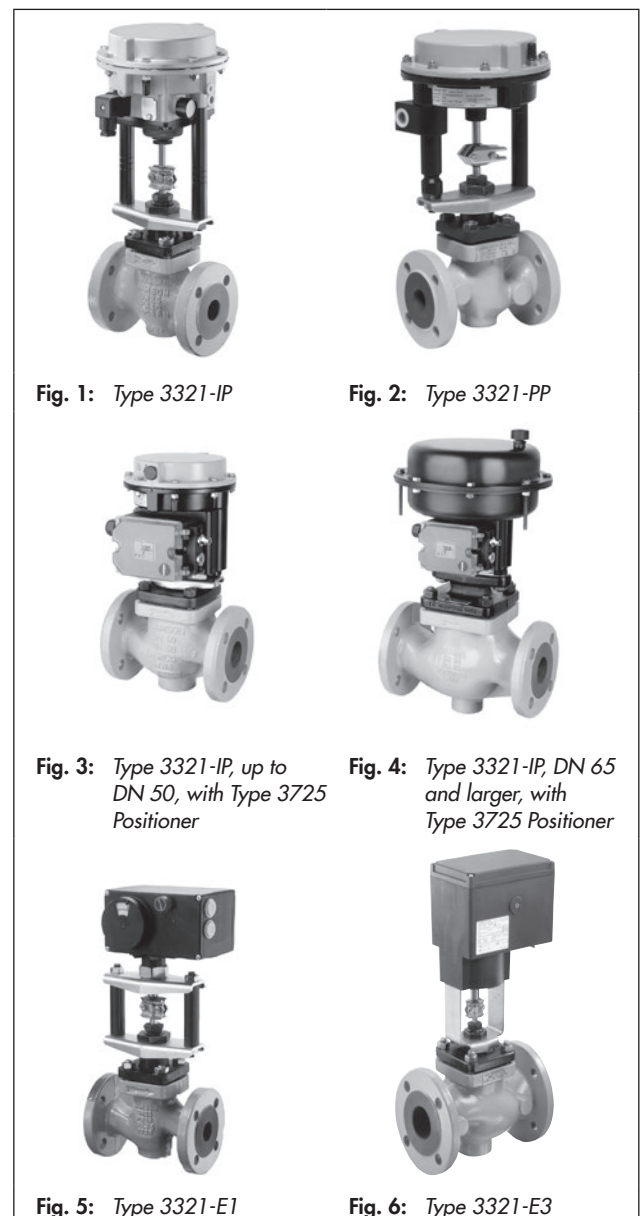 Fig. 1: Type 3321-IP
Fig. 2: Type 3321-PP
Fig. 3: Type 3321-IP, up to
DN 50, with Type 3725
Positioner
Fig. 4: Type 3321-IP, DN 65
and larger, with
Type 3725 Positioner
Fig. 5: Type 3321-E1
Fig. 6: Type 3321-E3